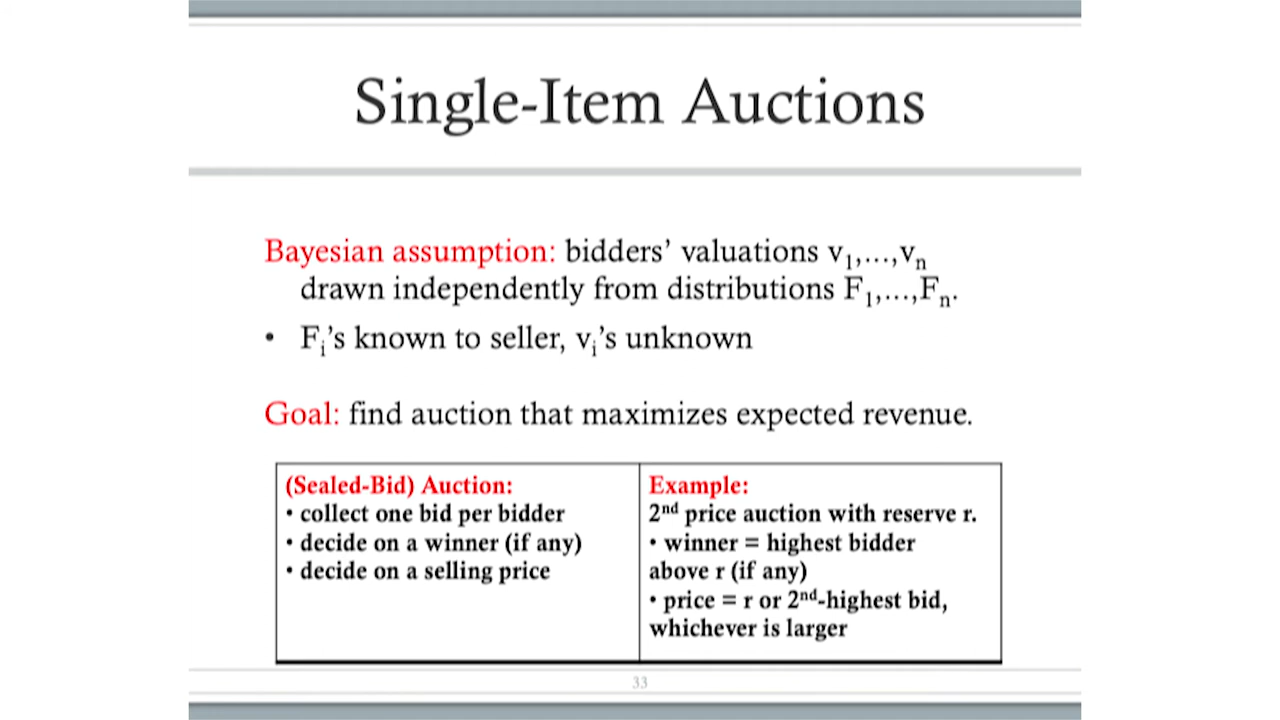 Single-Item Auctions
Bayesian assumption: bidders’ valuations v1,…,vn
drawn independently from distributions F1,…,Fn.
• Fi’s known to seller, vi’s unknown
Goal: find auction that maximizes expected revenue.
(Sealed-Bid) Auction:
• collect one bid per bidder
• decide on a winner (if any)
• decide on a selling price
Example:
2nd price auction with reserve r.
• winner = highest bidder
above r (if any)
• price = r or 2nd-highest bid,
whichever is larger
33